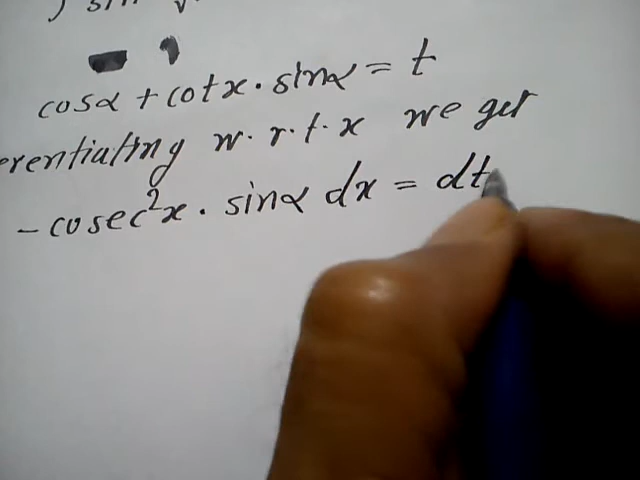 cosα + cotx · sinα = t
erentiating w.r.t. x we get
- cosec²x · sinα dx = dt